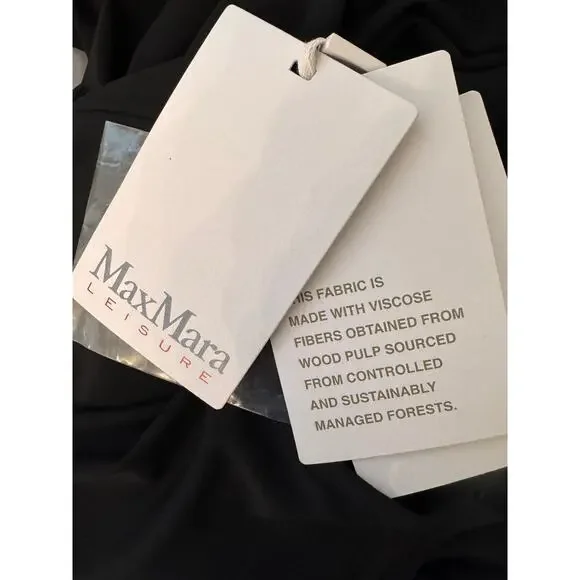 MaxMara
LEISURE
IS FABRIC IS
MADE WITH VISCOSE
FIBERS OBTAINED FROM
WOOD PULP SOURCED
FROM CONTROLLED
AND SUSTAINABLY
MANAGED FORESTS.